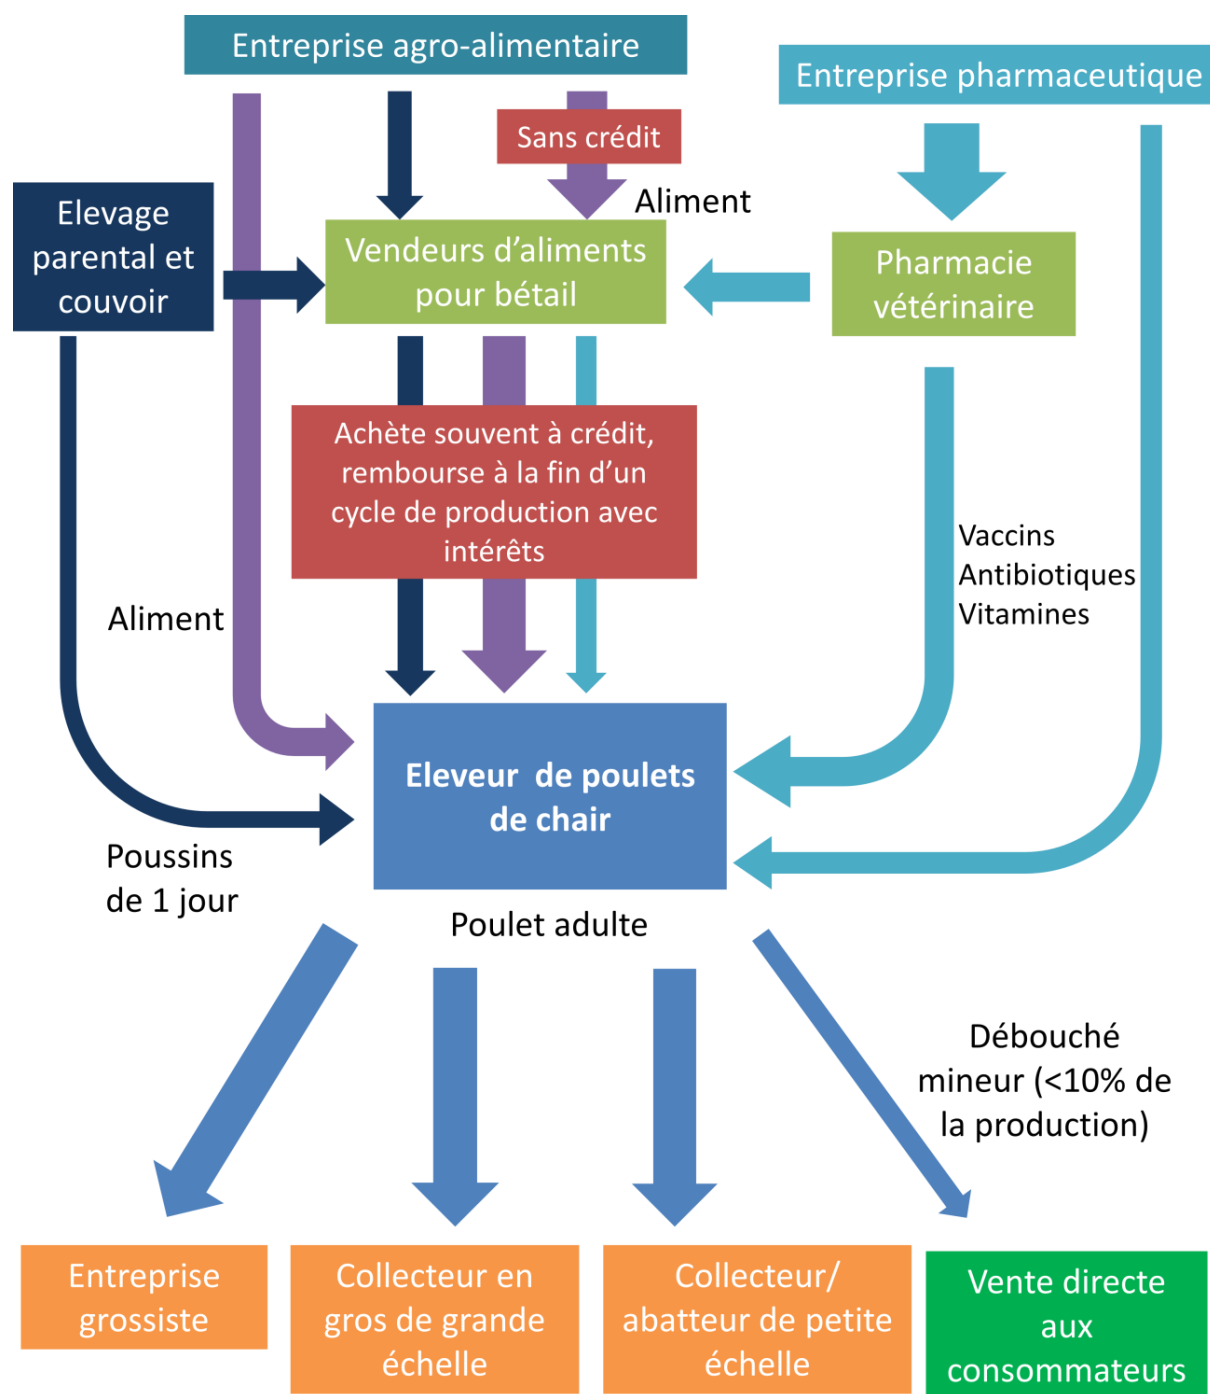 Entreprise agro-alimentaire
Entreprise pharmaceutique
Sans crédit
Aliment
Elevage
parental et
couvoir
Vendeurs d’aliments
pour bétail
Pharmacie
vétérinaire
Achète souvent à crédit,
rembourse à la fin d’un
cycle de production avec
intérêts
Vaccins
Antibiotiques
Vitamines
Aliment
Eleveur de poulets
de chair
Poussins
de 1 jour
Poulet adulte
Débouché
mineur (<10% de
la production)
Entreprise
grossiste
Collecteur en
gros de grande
échelle
Collecteur/
abatteur de petite
échelle
Vente directe
aux
consommateurs